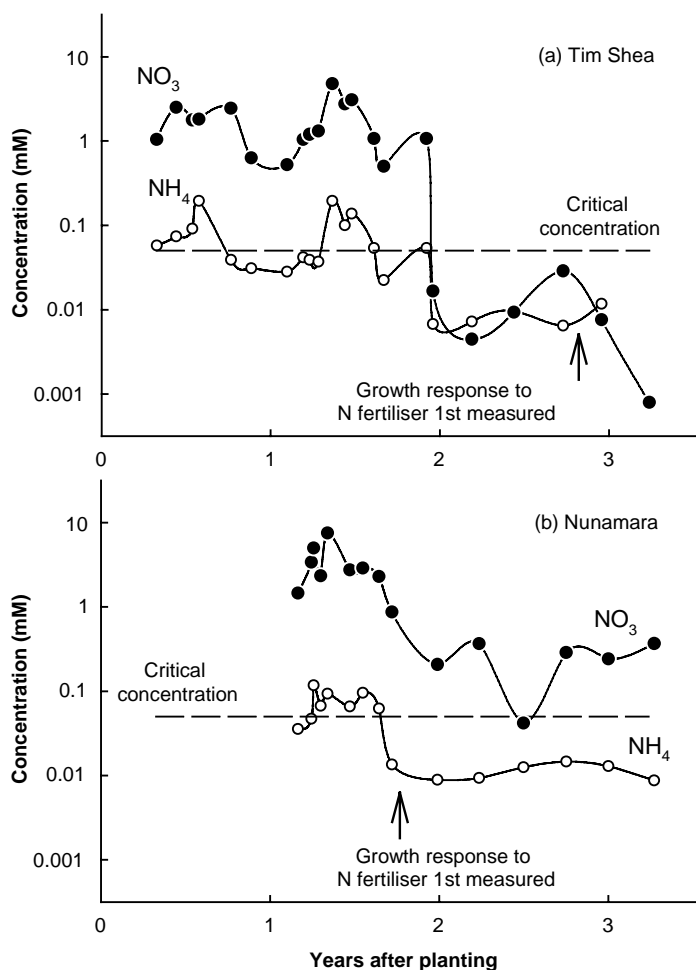 (a) Tim Shea
NO3
NH4
Critical
concentration
Growth response to
N fertiliser 1st measured
Concentration (mM)
10
1
0.1
0.01
0.001
0 1 2 3
(b) Nunamara
NO3
Critical
concentration
NH4
Growth response to
N fertiliser 1st measured
Concentration (mM)
10
1
0.1
0.01
0.001
0 1 2 3
Years after planting